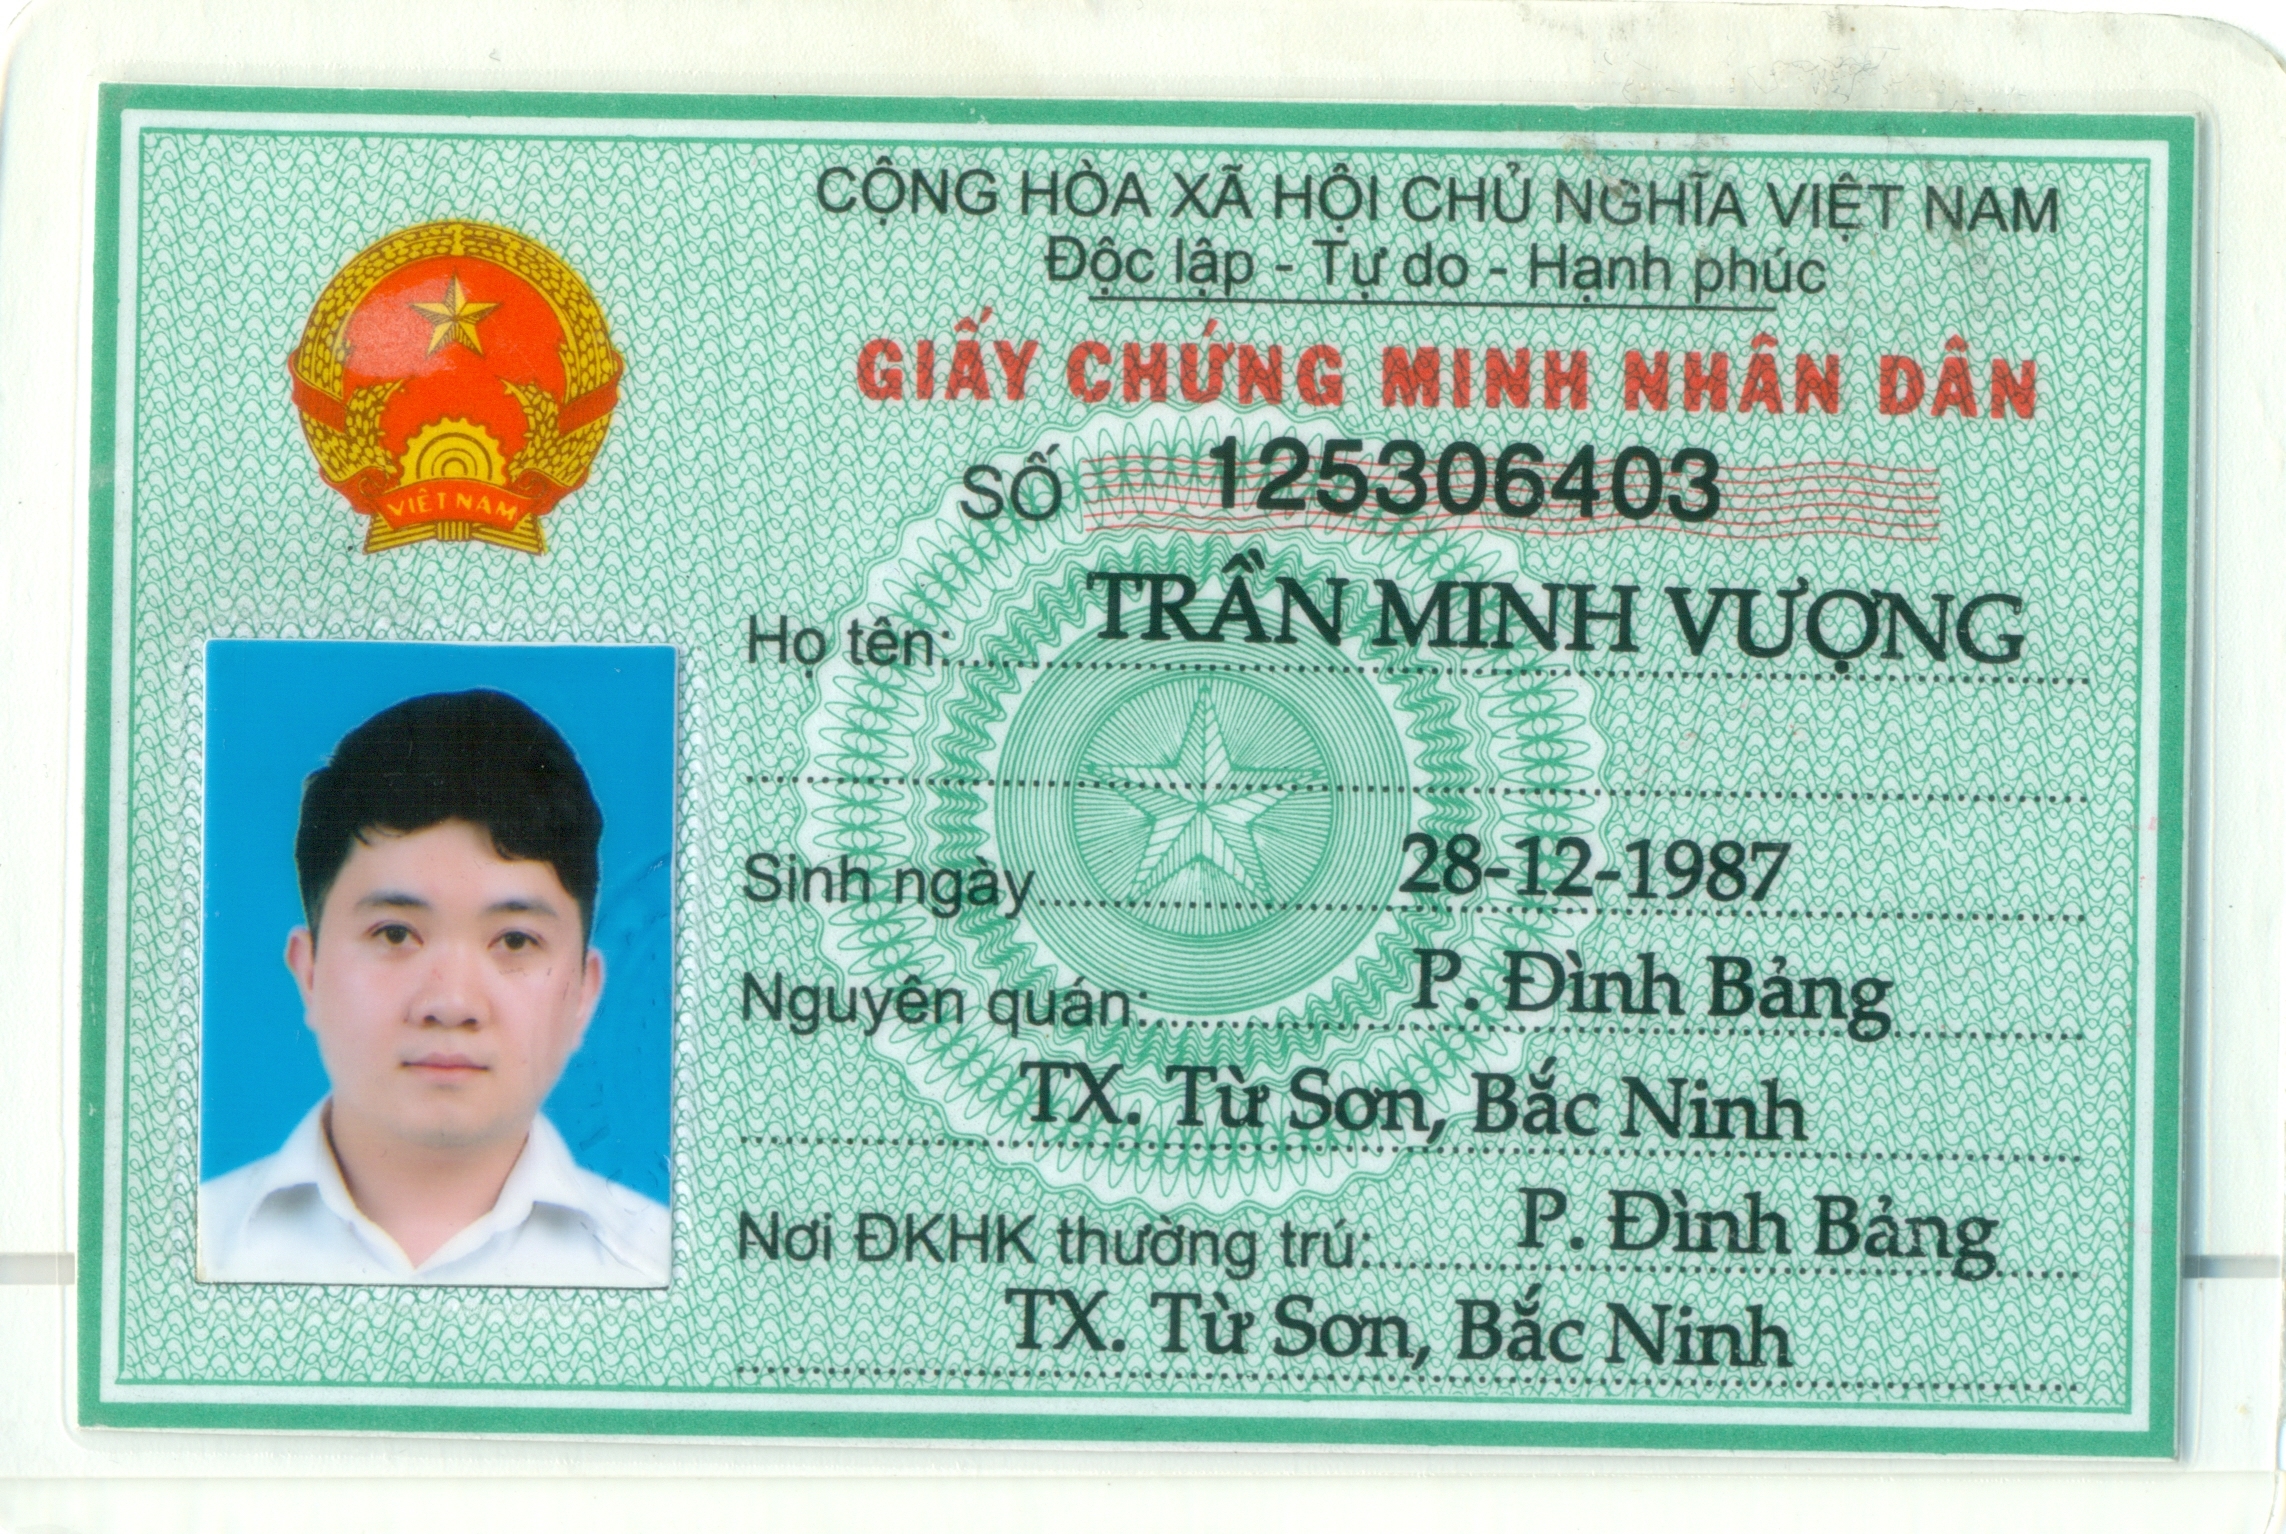 CỘNG HÒA XÃ HỘI CHỦ NGHĨA VIỆT NAM
Độc lập - Tự do - Hạnh phúc
GIẤY CHỨNG MINH NHÂN DÂN
SỐ 125306403
VIỆT NAM
Họ tên: TRẦN MINH VƯỢNG
Sinh ngày 28-12-1987
Nguyên quán: P. Đình Bảng
TX. Từ Sơn, Bắc Ninh
Nơi ĐKHK thường trú: P. Đình Bảng
TX. Từ Sơn, Bắc Ninh